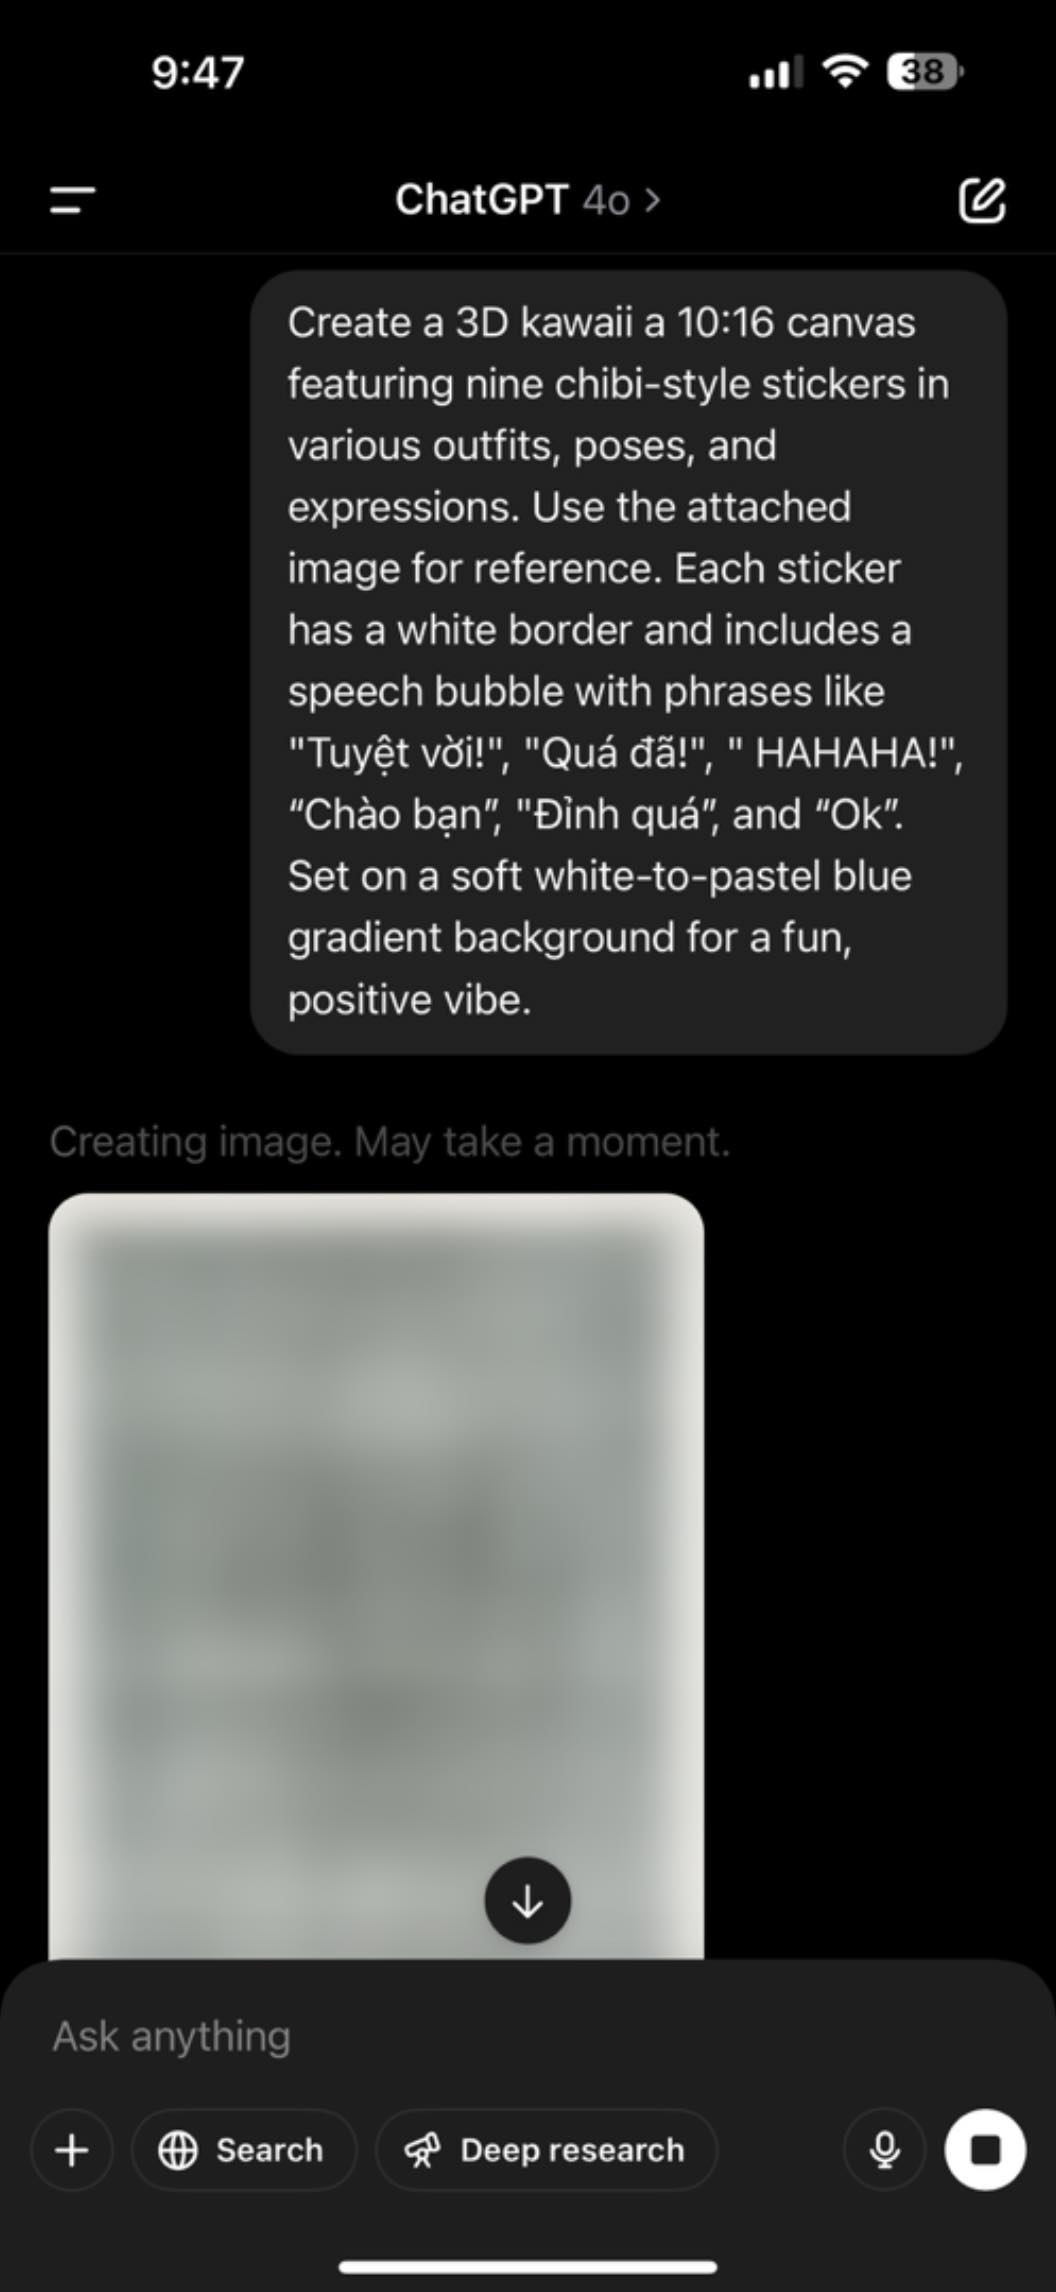 9:47
38
ChatGPT 4o >
Create a 3D kawaii a 10:16 canvas
featuring nine chibi-style stickers in
various outfits, poses, and
expressions. Use the attached
image for reference. Each sticker
has a white border and includes a
speech bubble with phrases like
"Tuyệt vời!", "Quá đã!", " HAHAHA!",
“Chào bạn”, "Đỉnh quá”, and “Ok”.
Set on a soft white-to-pastel blue
gradient background for a fun,
positive vibe.
Creating image. May take a moment.
Ask anything
Search
Deep research